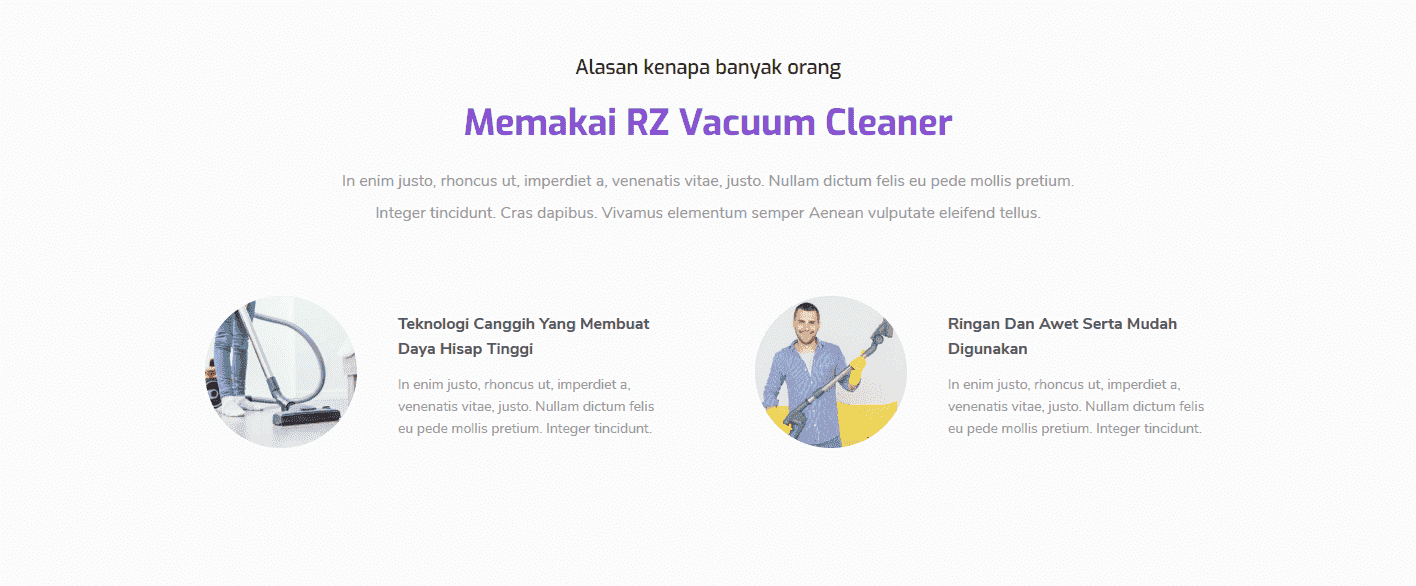 Alasan kenapa banyak orang
Memakai RZ Vacuum Cleaner
In enim justo, rhoncus ut, imperdiet a, venenatis vitae, justo. Nullam dictum felis eu pede mollis pretium.
Integer tincidunt. Cras dapibus. Vivamus elementum semper Aenean vulputate eleifend tellus.
Teknologi Canggih Yang Membuat
Daya Hisap Tinggi
In enim justo, rhoncus ut, imperdiet a,
venenatis vitae, justo. Nullam dictum felis
eu pede mollis pretium. Integer tincidunt.
Ringan Dan Awet Serta Mudah
Digunakan
In enim justo, rhoncus ut, imperdiet a,
venenatis vitae, justo. Nullam dictum felis
eu pede mollis pretium. Integer tincidunt.